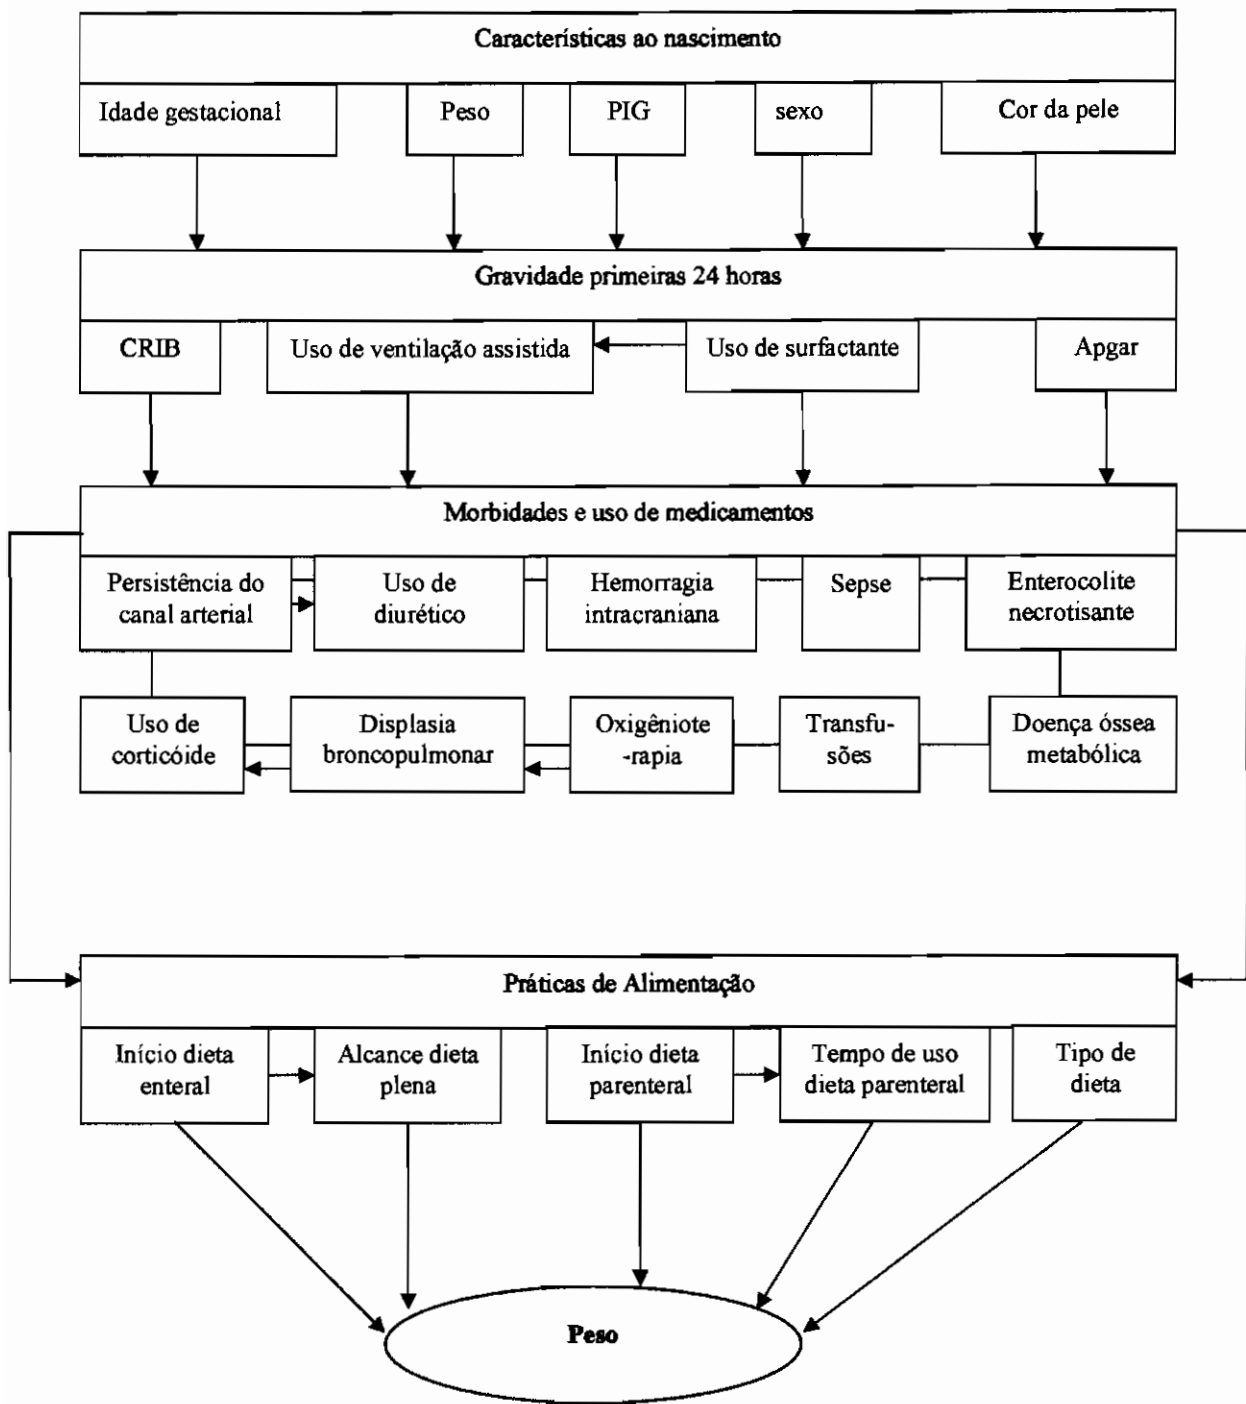 Características ao nascimento
Idade gestacional
Peso
PIG
sexo
Cor da pele
Gravidade primeiras 24 horas
CRIB
Uso de ventilação assistida
Uso de surfactante
Apgar
Morbidades e uso de medicamentos
Persistência do
canal arterial
Uso de
diurético
Hemorragia
intracraniana
Sepse
Enterocolite
necrotisante
Uso de
corticóide
Displasia
broncopulmonar
Oxigêniote
-rapia
Transfu-
sões
Doença óssea
metabólica
Práticas de Alimentação
Início dieta
enteral
Alcance dieta
plena
Início dieta
parenteral
Tempo de uso
dieta parenteral
Tipo de
dieta
Peso